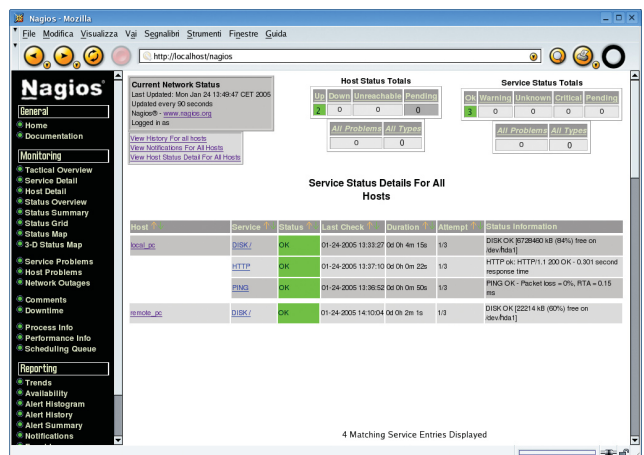 Nagios - Mozilla
File Modifica Visualizza Vai Segnalibri Strumenti Finestre Guida
http://localhost/nagios
Nagios®
General
Home
Documentation
Monitoring
Tactical Overview
Service Detail
Host Detail
Status Overview
Status Summary
Status Grid
Status Map
3-D Status Map
Service Problems
Host Problems
Network Outages
Comments
Downtime
Process Info
Performance Info
Scheduling Queue
Reporting
Trends
Availability
Alert Histogram
Alert History
Alert Summary
Notifications
Current Network Status
Last Updated: Mon Jan 24 13:49:47 CET 2005
Updated every 90 seconds
Nagios® - www.nagios.org
Logged in as
View History For all hosts
View Notifications For All Hosts
View Host Status Detail For All Hosts
Host Status Totals
Up Down Unreachable Pending
2 0 0 0
All Problems All Types
0 0
Service Status Totals
Ok Warning Unknown Critical Pending
3 0 0 0 0
All Problems All Types
0 0
Service Status Details For All
Hosts
Host Service Status Last Check Duration Attempt Status Information
local_pc DISK / OK 01-24-2005 13:33:27 0d 0h 4m 15s 1/3 DISK OK [6728460 kB (84%) free on
/dev/hda1]
HTTP OK 01-24-2005 13:37:10 0d 0h 0m 22s 1/3 HTTP ok: HTTP/1.1 200 OK - 0.301 second
response time
PING OK 01-24-2005 13:36:52 0d 0h 0m 50s 1/3 PING OK - Packet loss = 0%, RTA = 0.15
ms
remote_pc DISK / OK 01-24-2005 14:10:04 0d 0h 2m 1s 1/3 DISK OK [22214 kB (60%) free on
/dev/hda1]
4 Matching Service Entries Displayed